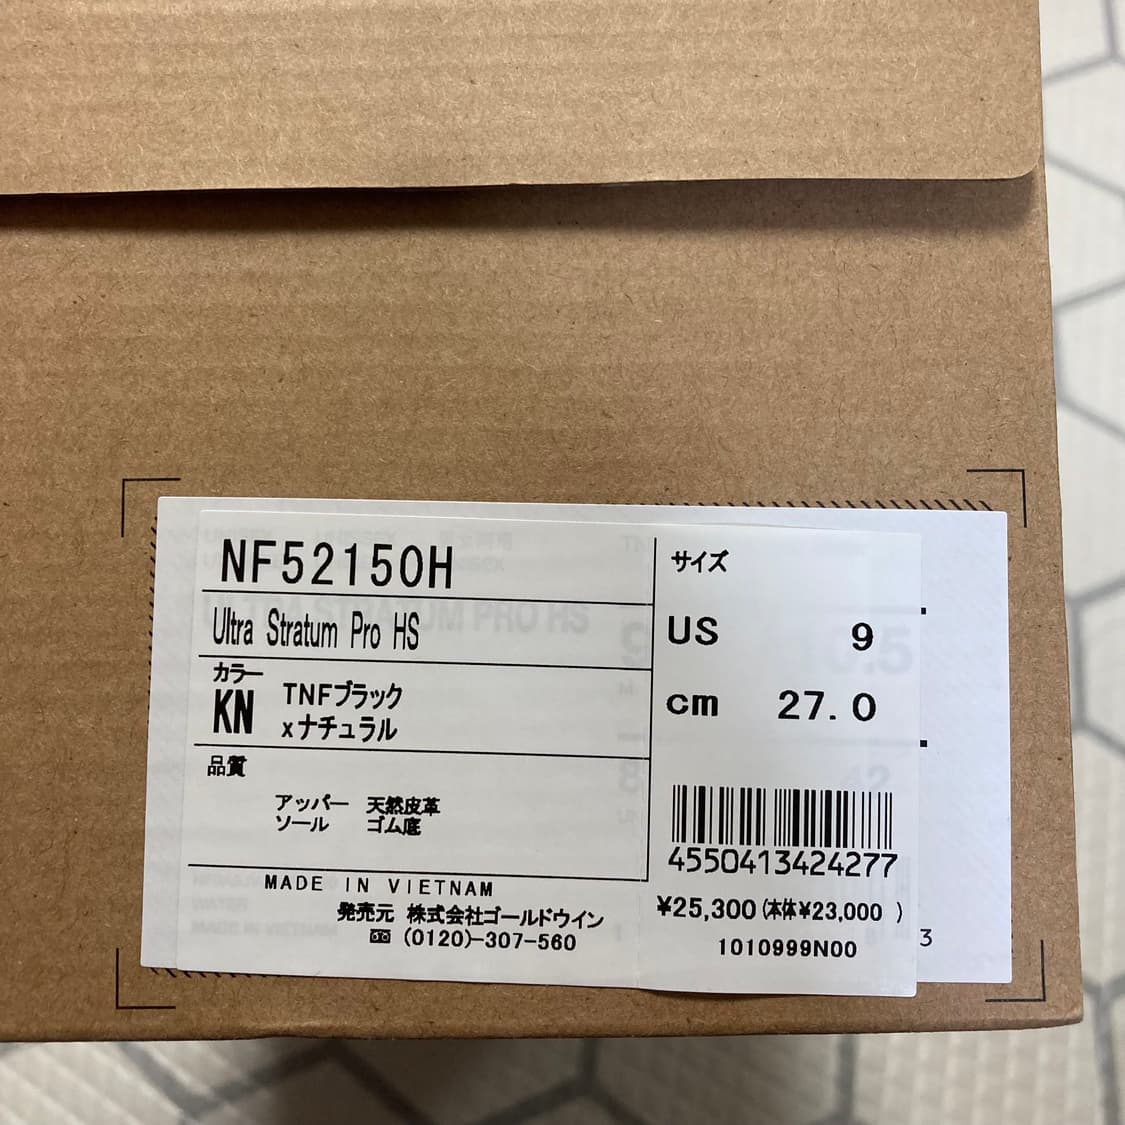 NF52150H
Ultra Stratum Pro HS
カラー
KN
TNFブラック
xナチュラル
品質
アッパー 天然皮革
ソール ゴム底
MADE IN VIETNAM
発売元 株式会社ゴールドウイン
(0120)-307-560
サイズ
US 9
cm 27.0
4550413424277
¥25,300(本体¥23,000 )
1010999N00
3